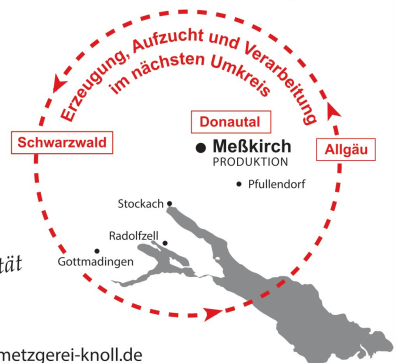 Erzeugung, Aufzucht und Verarbeitung
im nächsten Umkreis
Donautal
Schwarzwald
Meßkirch
PRODUKTION
Allgäu
Pfullendorf
Stockach
Radolfzell
Gottmadingen
metzgerei-knoll.de